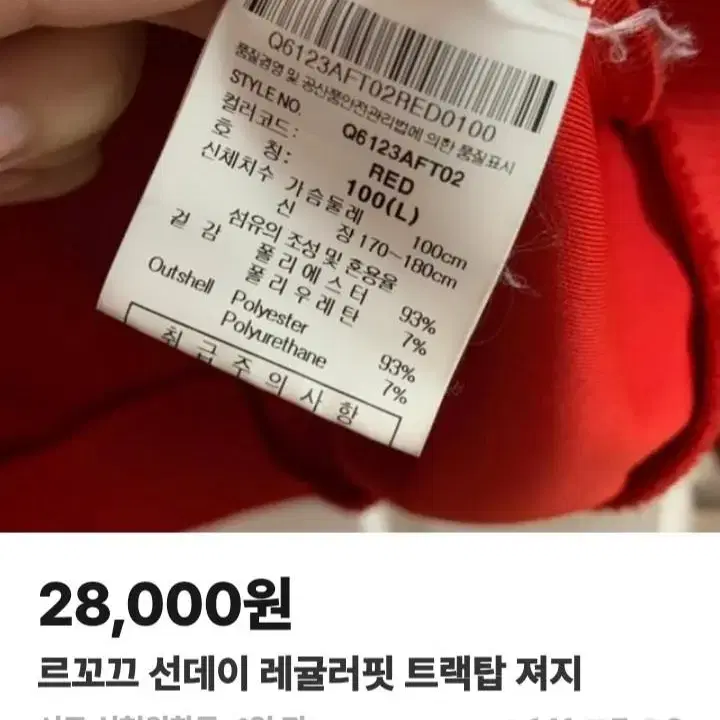 Q6123AFT02RED0100
품질경영 및 공산품안전관리법에 의한 품질표시
STYLE NO. Q6123AFT02
컬러코드: RED
호 칭: 100(L)
신체치수 가슴둘레 100cm
신 장 170~180cm
겉 감 섬유의 조성 및 혼용율
폴리에스터 93%
폴리우레탄 7%
Outshell Polyester 93%
Polyurethane 7%
취급주의사항
28,000원
르꼬끄 선데이 레귤러핏 트랙탑 져지